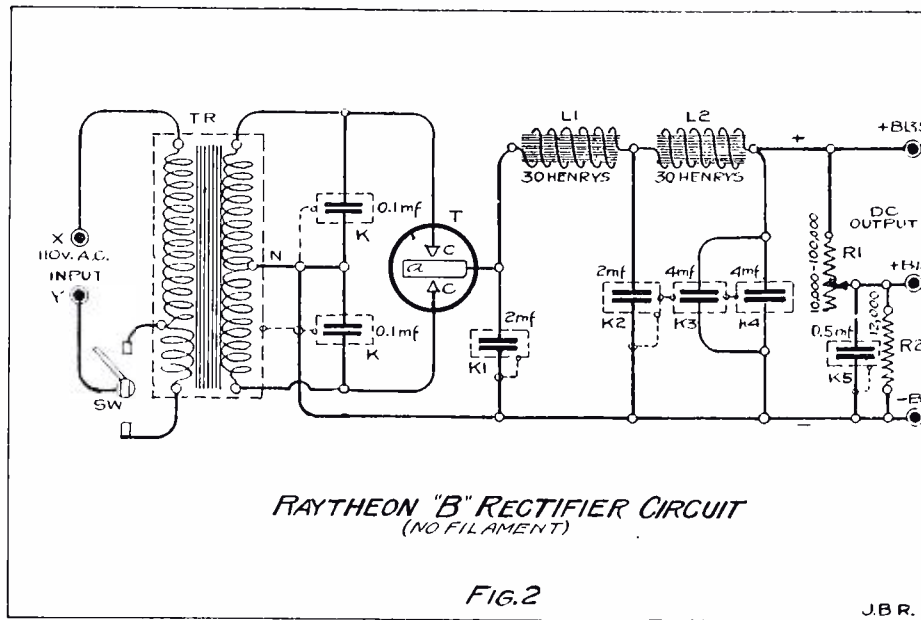 TR
L1
L2
30 HENRYS
30 HENRYS
+
+B135
X
110V. A.C.
INPUT
Y
SW
N
0.1mf
K
0.1mf
K
T
C
a
C
2mf
K1
2mf
K2
4mf
K3
4mf
K4
10,000-100,000
R1
DC
OUTPUT
0.5mf
K5
12,000
R2
–
RAYTHEON "B" RECTIFIER CIRCUIT
(NO FILAMENT)
FIG.2
J.B.R.